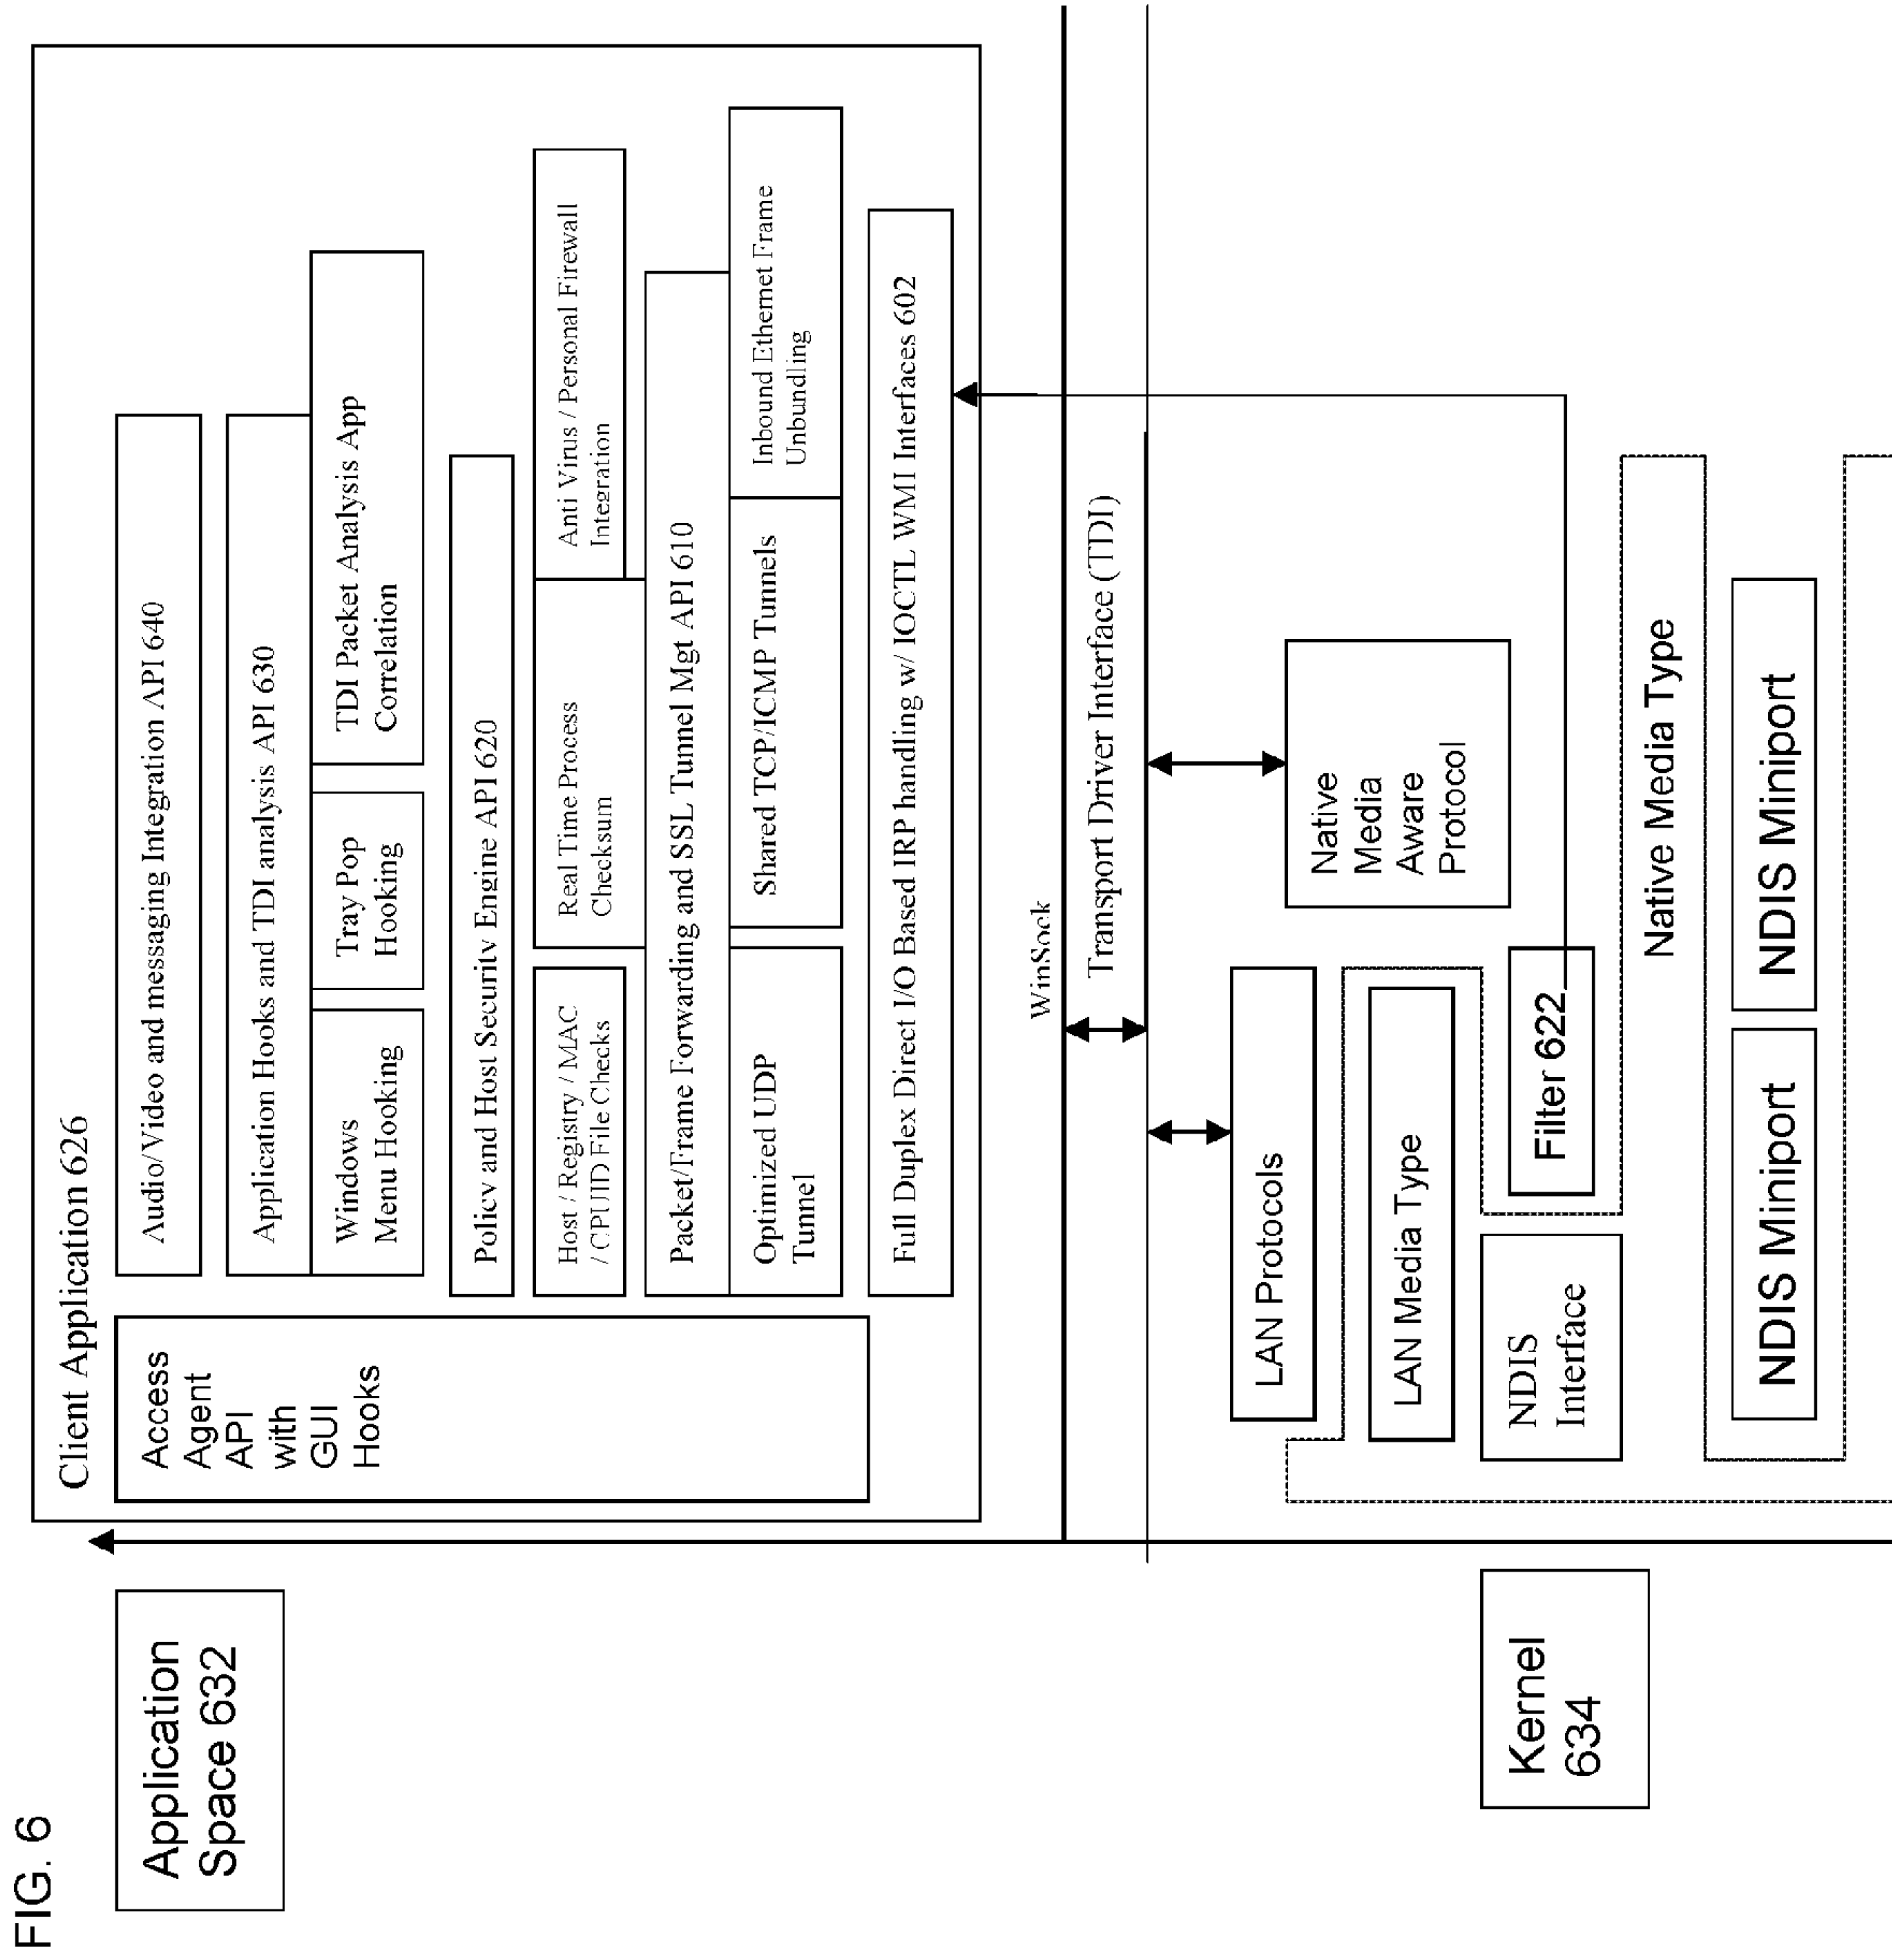 FIG. 6
Application
Space 632
Client Application 626
Access
Agent
API
with
GUI
Hooks
Audio/Video and messaging Integration API 640
Application Hooks and TDI analysis API 630
Windows
Menu Hooking
Tray Pop
Hooking
TDI Packet Analysis App
Correlation
Policy and Host Security Engine API 620
Host / Registry / MAC
/ CPUID File Checks
Real Time Process
Checksum
Anti Virus / Personal Firewall
Integration
Packet/Frame Forwarding and SSL Tunnel Mgt API 610
Optimized UDP
Tunnel
Shared TCP/ICMP Tunnels
Inbound Ethernet Frame
Unbundling
Full Duplex Direct I/O Based IRP handling w/ IOCTL WMI Interfaces 602
WinSock
Transport Driver Interface (TDI)
LAN Protocols
Native
Media
Aware
Protocol
LAN Media Type
Kernel
634
NDIS
Interface
Filter 622
Native Media Type
NDIS Miniport
NDIS Miniport